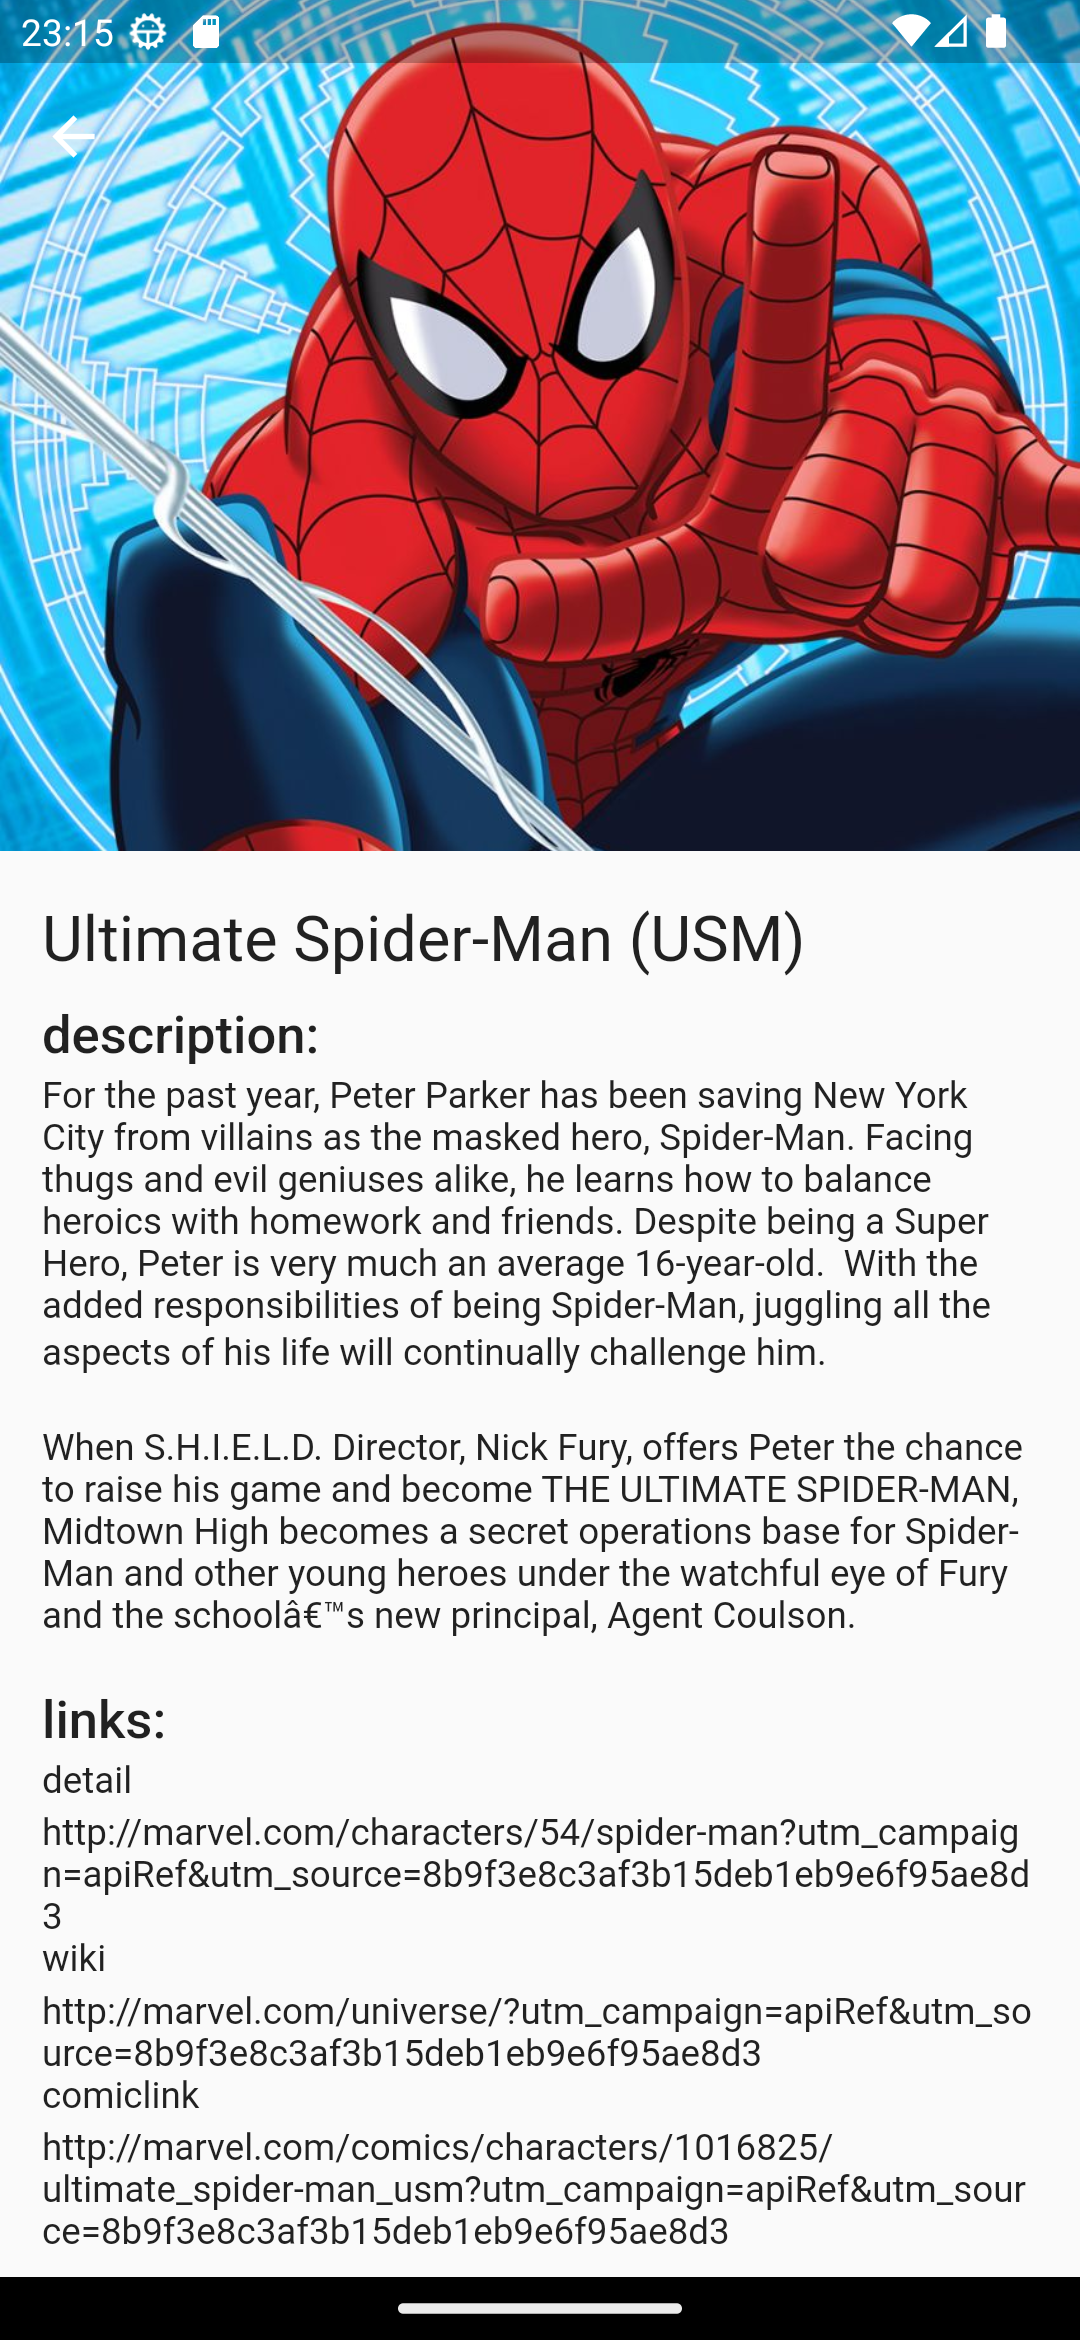 23:15
Ultimate Spider-Man (USM)
description:
For the past year, Peter Parker has been saving New York
City from villains as the masked hero, Spider-Man. Facing
thugs and evil geniuses alike, he learns how to balance
heroics with homework and friends. Despite being a Super
Hero, Peter is very much an average 16-year-old.  With the
added responsibilities of being Spider-Man, juggling all the
aspects of his life will continually challenge him.
When S.H.I.E.L.D. Director, Nick Fury, offers Peter the chance
to raise his game and become THE ULTIMATE SPIDER-MAN,
Midtown High becomes a secret operations base for Spider-
Man and other young heroes under the watchful eye of Fury
and the schoolâ€™s new principal, Agent Coulson.
links:
detail
http://marvel.com/characters/54/spider-man?utm_campaig
n=apiRef&utm_source=8b9f3e8c3af3b15deb1eb9e6f95ae8d
3
wiki
http://marvel.com/universe/?utm_campaign=apiRef&utm_so
urce=8b9f3e8c3af3b15deb1eb9e6f95ae8d3
comiclink
http://marvel.com/comics/characters/1016825/
ultimate_spider-man_usm?utm_campaign=apiRef&utm_sour
ce=8b9f3e8c3af3b15deb1eb9e6f95ae8d3